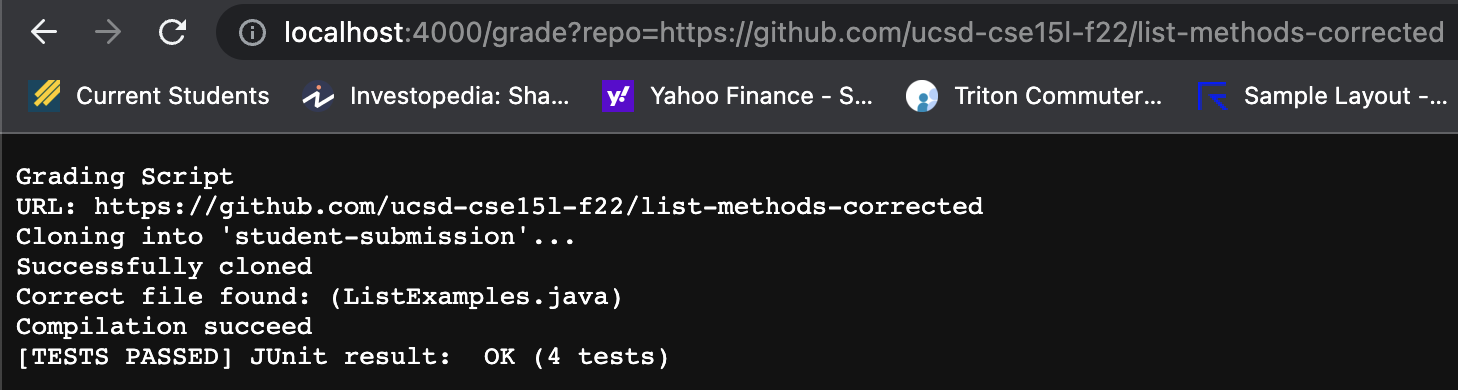 localhost:4000/grade?repo=https://github.com/ucsd-cse15l-f22/list-methods-corrected
Current Students Investopedia: Sha... y! Yahoo Finance - S... Triton Commuter... Sample Layout -...
Grading Script
URL: https://github.com/ucsd-cse15l-f22/list-methods-corrected
Cloning into 'student-submission'...
Successfully cloned
Correct file found: (ListExamples.java)
Compilation succeed
[TESTS PASSED] JUnit result:  OK (4 tests)